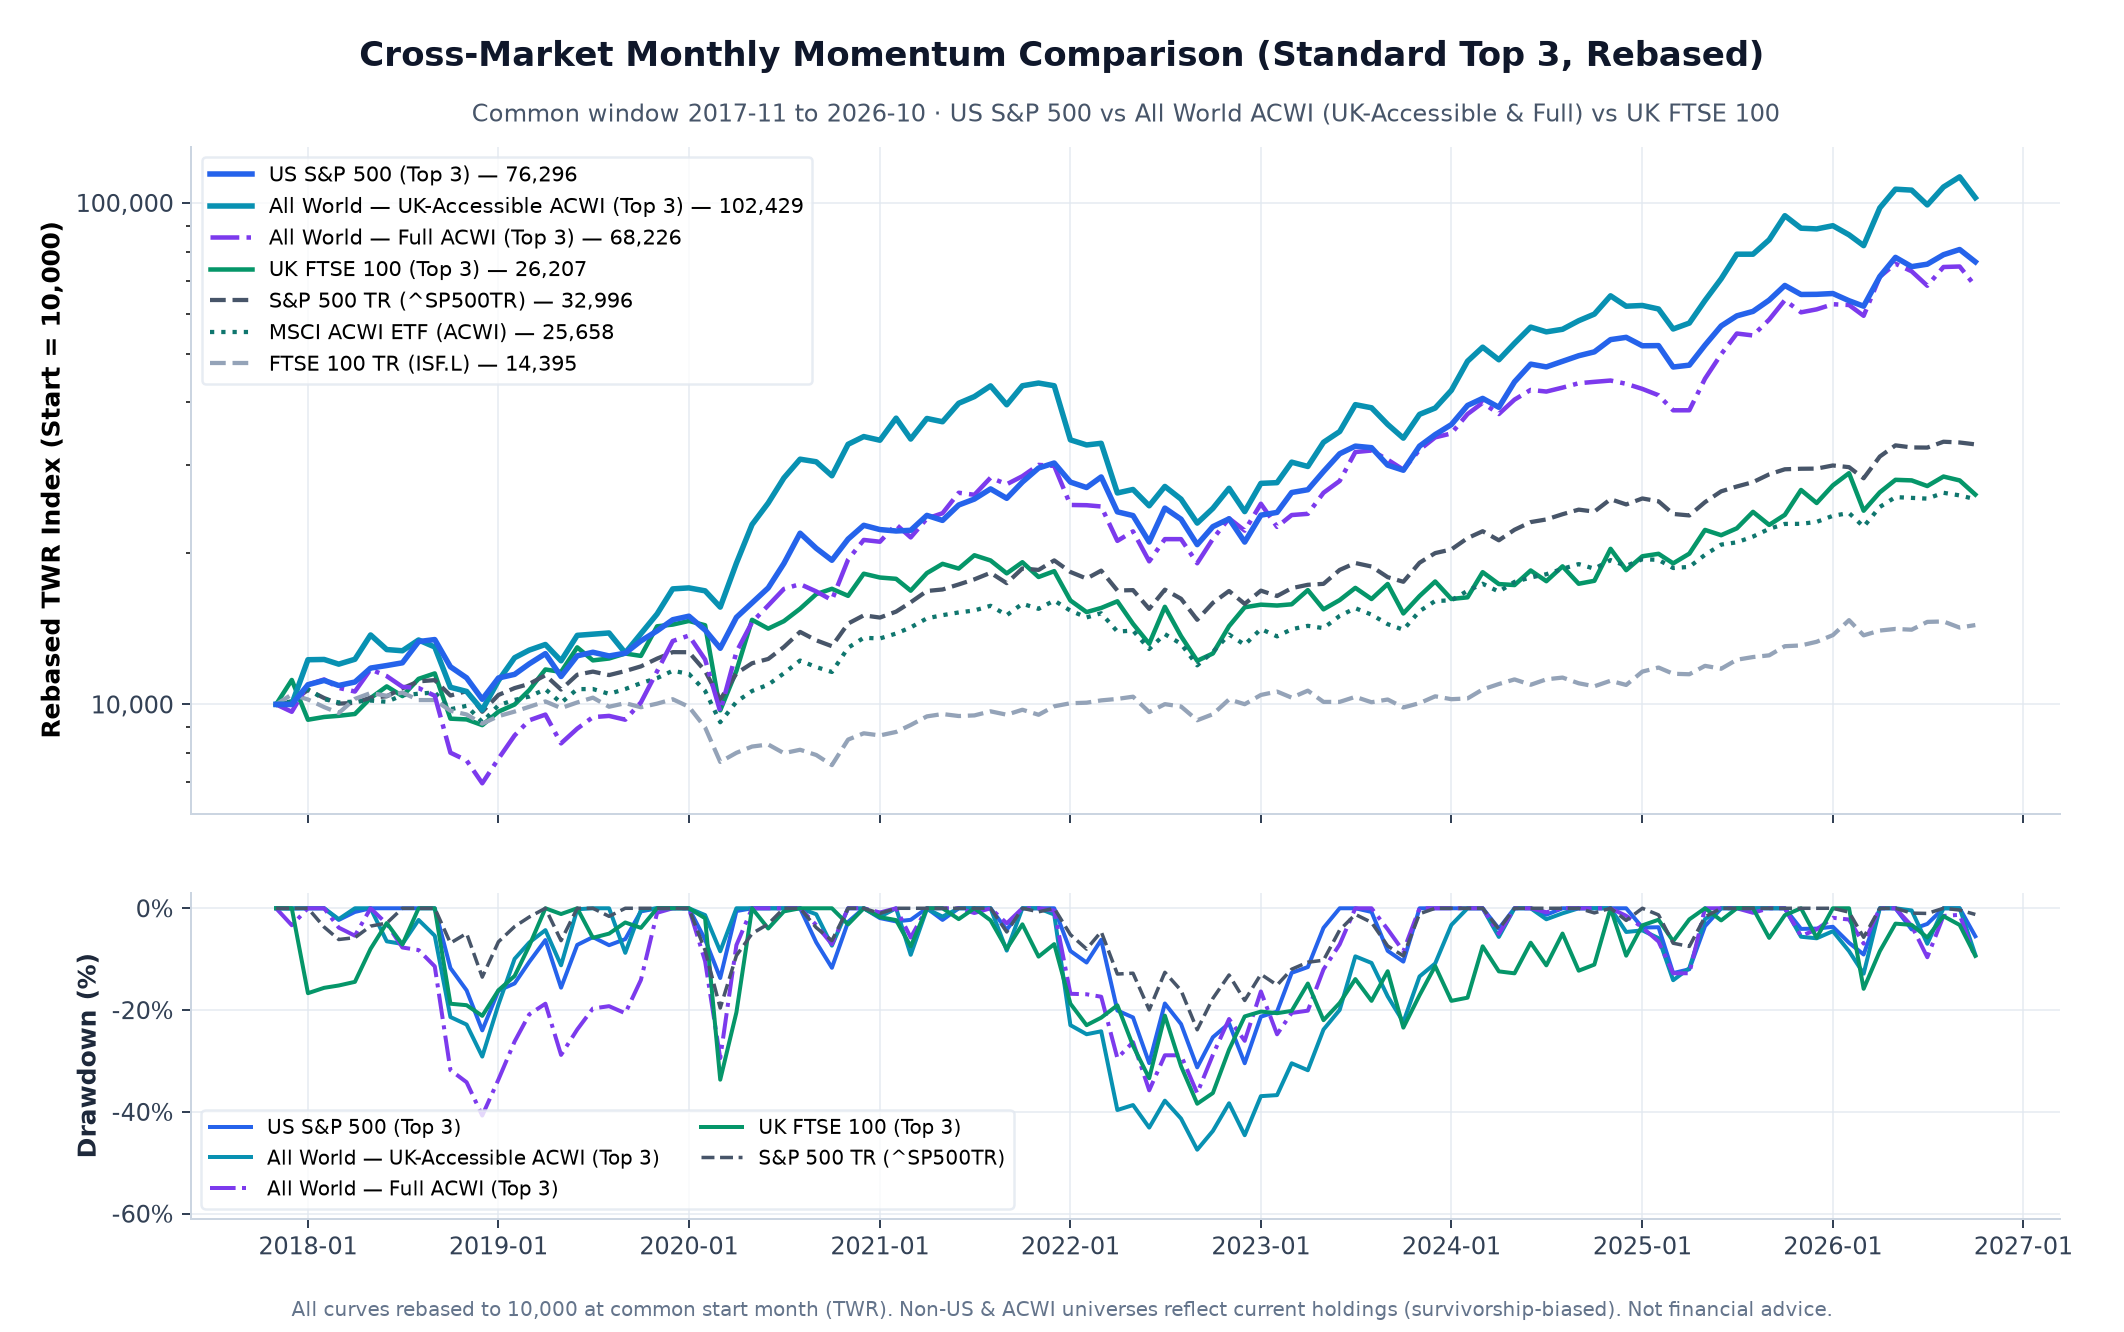 Cross-Market Monthly Momentum Comparison (Standard Top 3, Rebased)
Common window 2017-11 to 2026-10 · US S&P 500 vs All World ACWI (UK-Accessible & Full) vs UK FTSE 100
Rebased TWR Index (Start = 10,000)
100,000
10,000
US S&P 500 (Top 3) — 76,296
All World — UK-Accessible ACWI (Top 3) — 102,429
All World — Full ACWI (Top 3) — 68,226
UK FTSE 100 (Top 3) — 26,207
S&P 500 TR (^SP500TR) — 32,996
MSCI ACWI ETF (ACWI) — 25,658
FTSE 100 TR (ISF.L) — 14,395
Drawdown (%)
0%
-20%
-40%
-60%
US S&P 500 (Top 3)
All World — UK-Accessible ACWI (Top 3)
All World — Full ACWI (Top 3)
UK FTSE 100 (Top 3)
S&P 500 TR (^SP500TR)
2018-01 2019-01 2020-01 2021-01 2022-01 2023-01 2024-01 2025-01 2026-01 2027-01
All curves rebased to 10,000 at common start month (TWR). Non-US & ACWI universes reflect current holdings (survivorship-biased). Not financial advice.